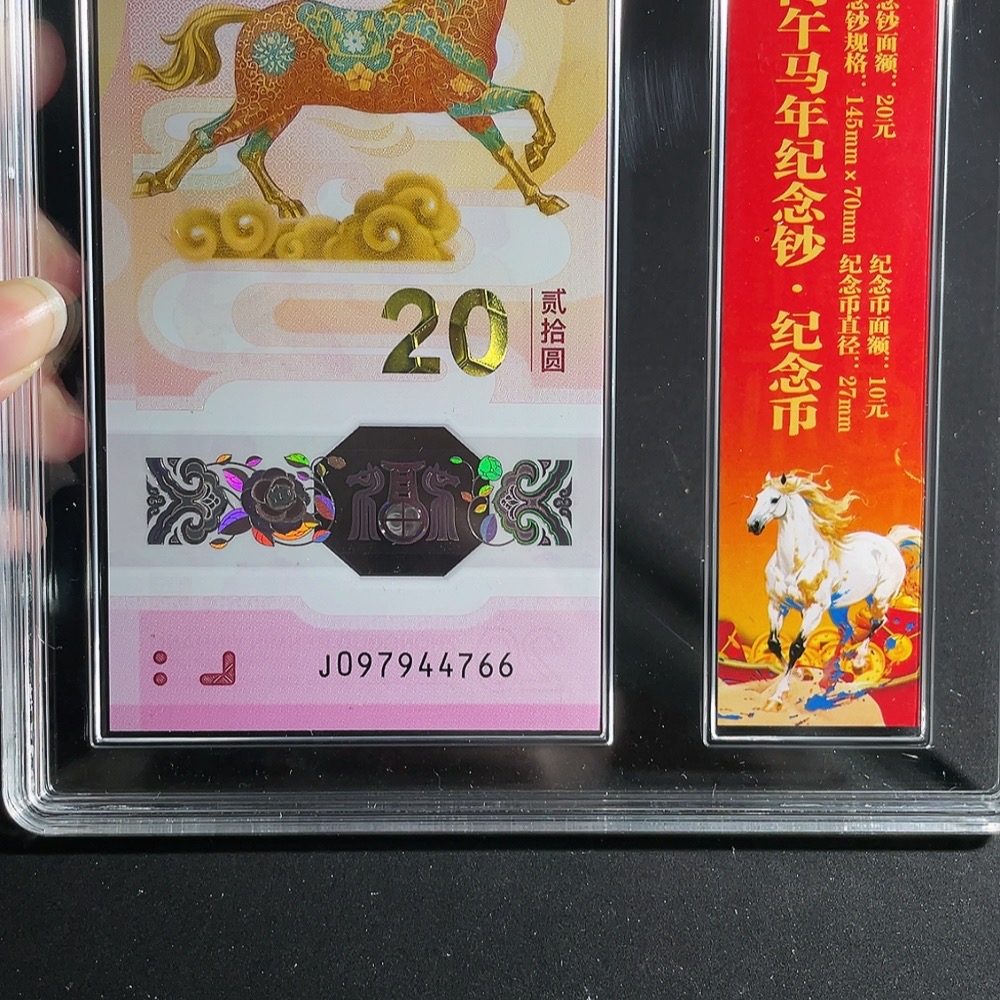 20
贰拾圆
J097944766
午马年纪念钞·纪念币
念钞面额：20元
念钞规格：145mm×70mm
纪念币面额：10元
纪念币直径：27mm